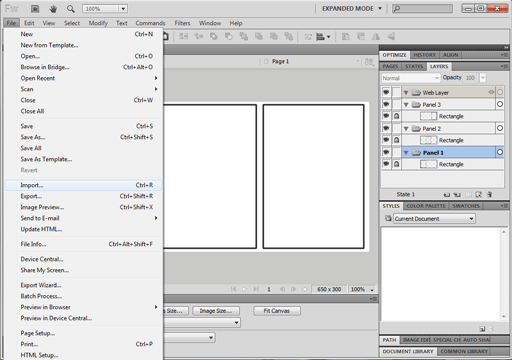 Fw 100% EXPANDED MODE
File Edit View Select Modify Text Commands Filters Window Help
New Ctrl+N
New from Template...
Open... Ctrl+O
Browse in Bridge... Ctrl+Alt+O
Open Recent
Scan
Close Ctrl+W
Close All
Save Ctrl+S
Save As... Ctrl+Shift+S
Save All
Save As Template...
Revert
Import... Ctrl+R
Export... Ctrl+Shift+R
Image Preview... Ctrl+Shift+X
Send to E-mail
Update HTML...
File Info... Ctrl+Alt+Shift+F
Device Central...
Share My Screen...
Export Wizard...
Batch Process...
Preview in Browser
Preview in Device Central...
Page Setup...
Print... Ctrl+P
HTML Setup...
Page 1
1 650 x 300 100%
Size... Image Size... Fit Canvas
OPTIMIZE HISTORY ALIGN
PAGES STATES LAYERS
Normal Opacity 100
Web Layer
Panel 3
Rectangle
Panel 2
Rectangle
Panel 1
Rectangle
State 1
STYLES COLOR PALETTE SWATCHES
Current Document
PATH IMAGE EDIT SPECIAL CH AUTO SHA
DOCUMENT LIBRARY COMMON LIBRARY